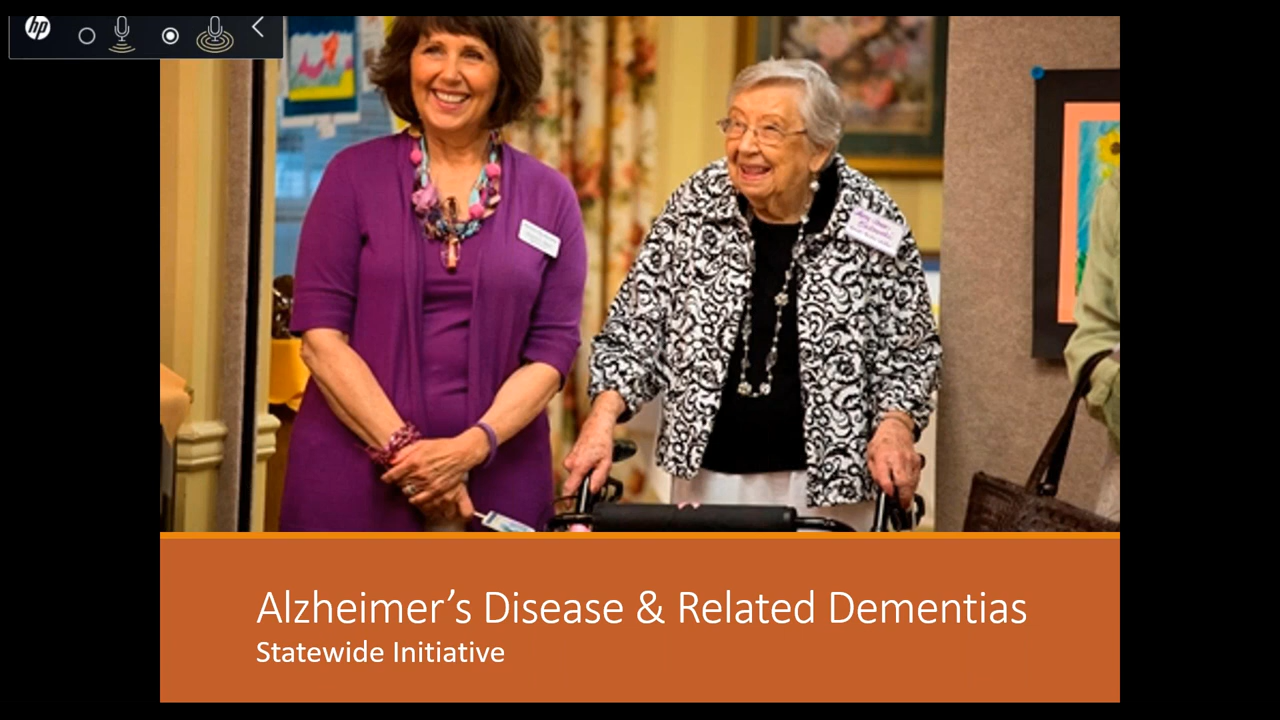 hp
Alzheimer’s Disease & Related Dementias
Statewide Initiative